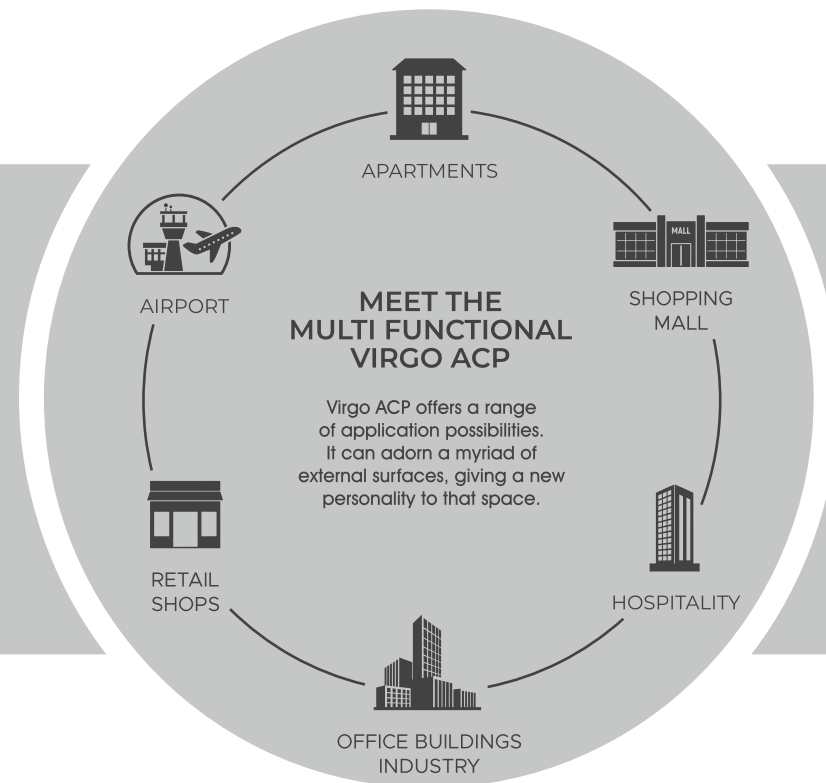 APARTMENTS
MALL
SHOPPING
MALL
AIRPORT
MEET THE
MULTI FUNCTIONAL
VIRGO ACP
Virgo ACP offers a range
of application possibilities.
It can adorn a myriad of
external surfaces, giving a new
personality to that space.
RETAIL
SHOPS
HOSPITALITY
OFFICE BUILDINGS
INDUSTRY